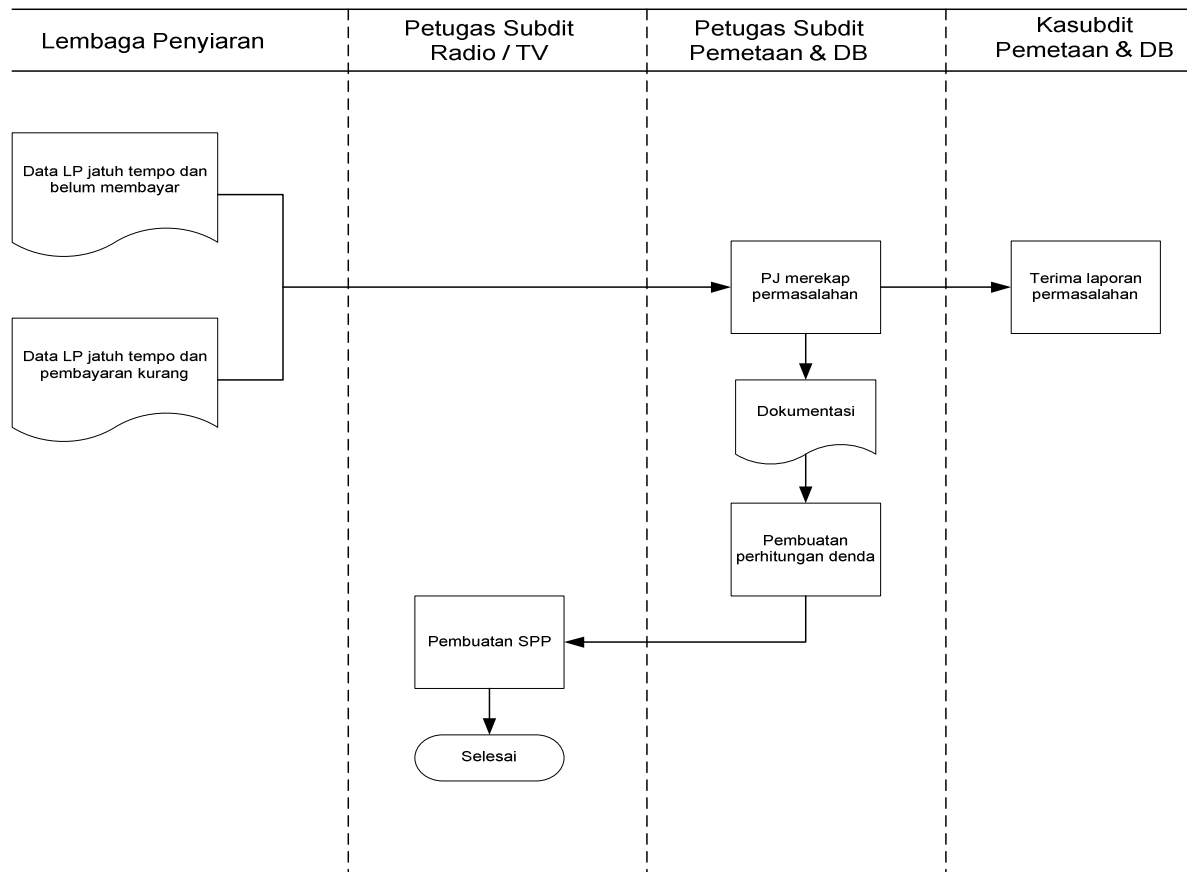 Lembaga Penyiaran
Petugas Subdit
Radio / TV
Petugas Subdit
Pemetaan & DB
Kasubdit
Pemetaan & DB
Data LP jatuh tempo dan
belum membayar
Data LP jatuh tempo dan
pembayaran kurang
PJ merekap
permasalahan
Terima laporan
permasalahan
Dokumentasi
Pembuatan
perhitungan denda
Pembuatan SPP
Selesai